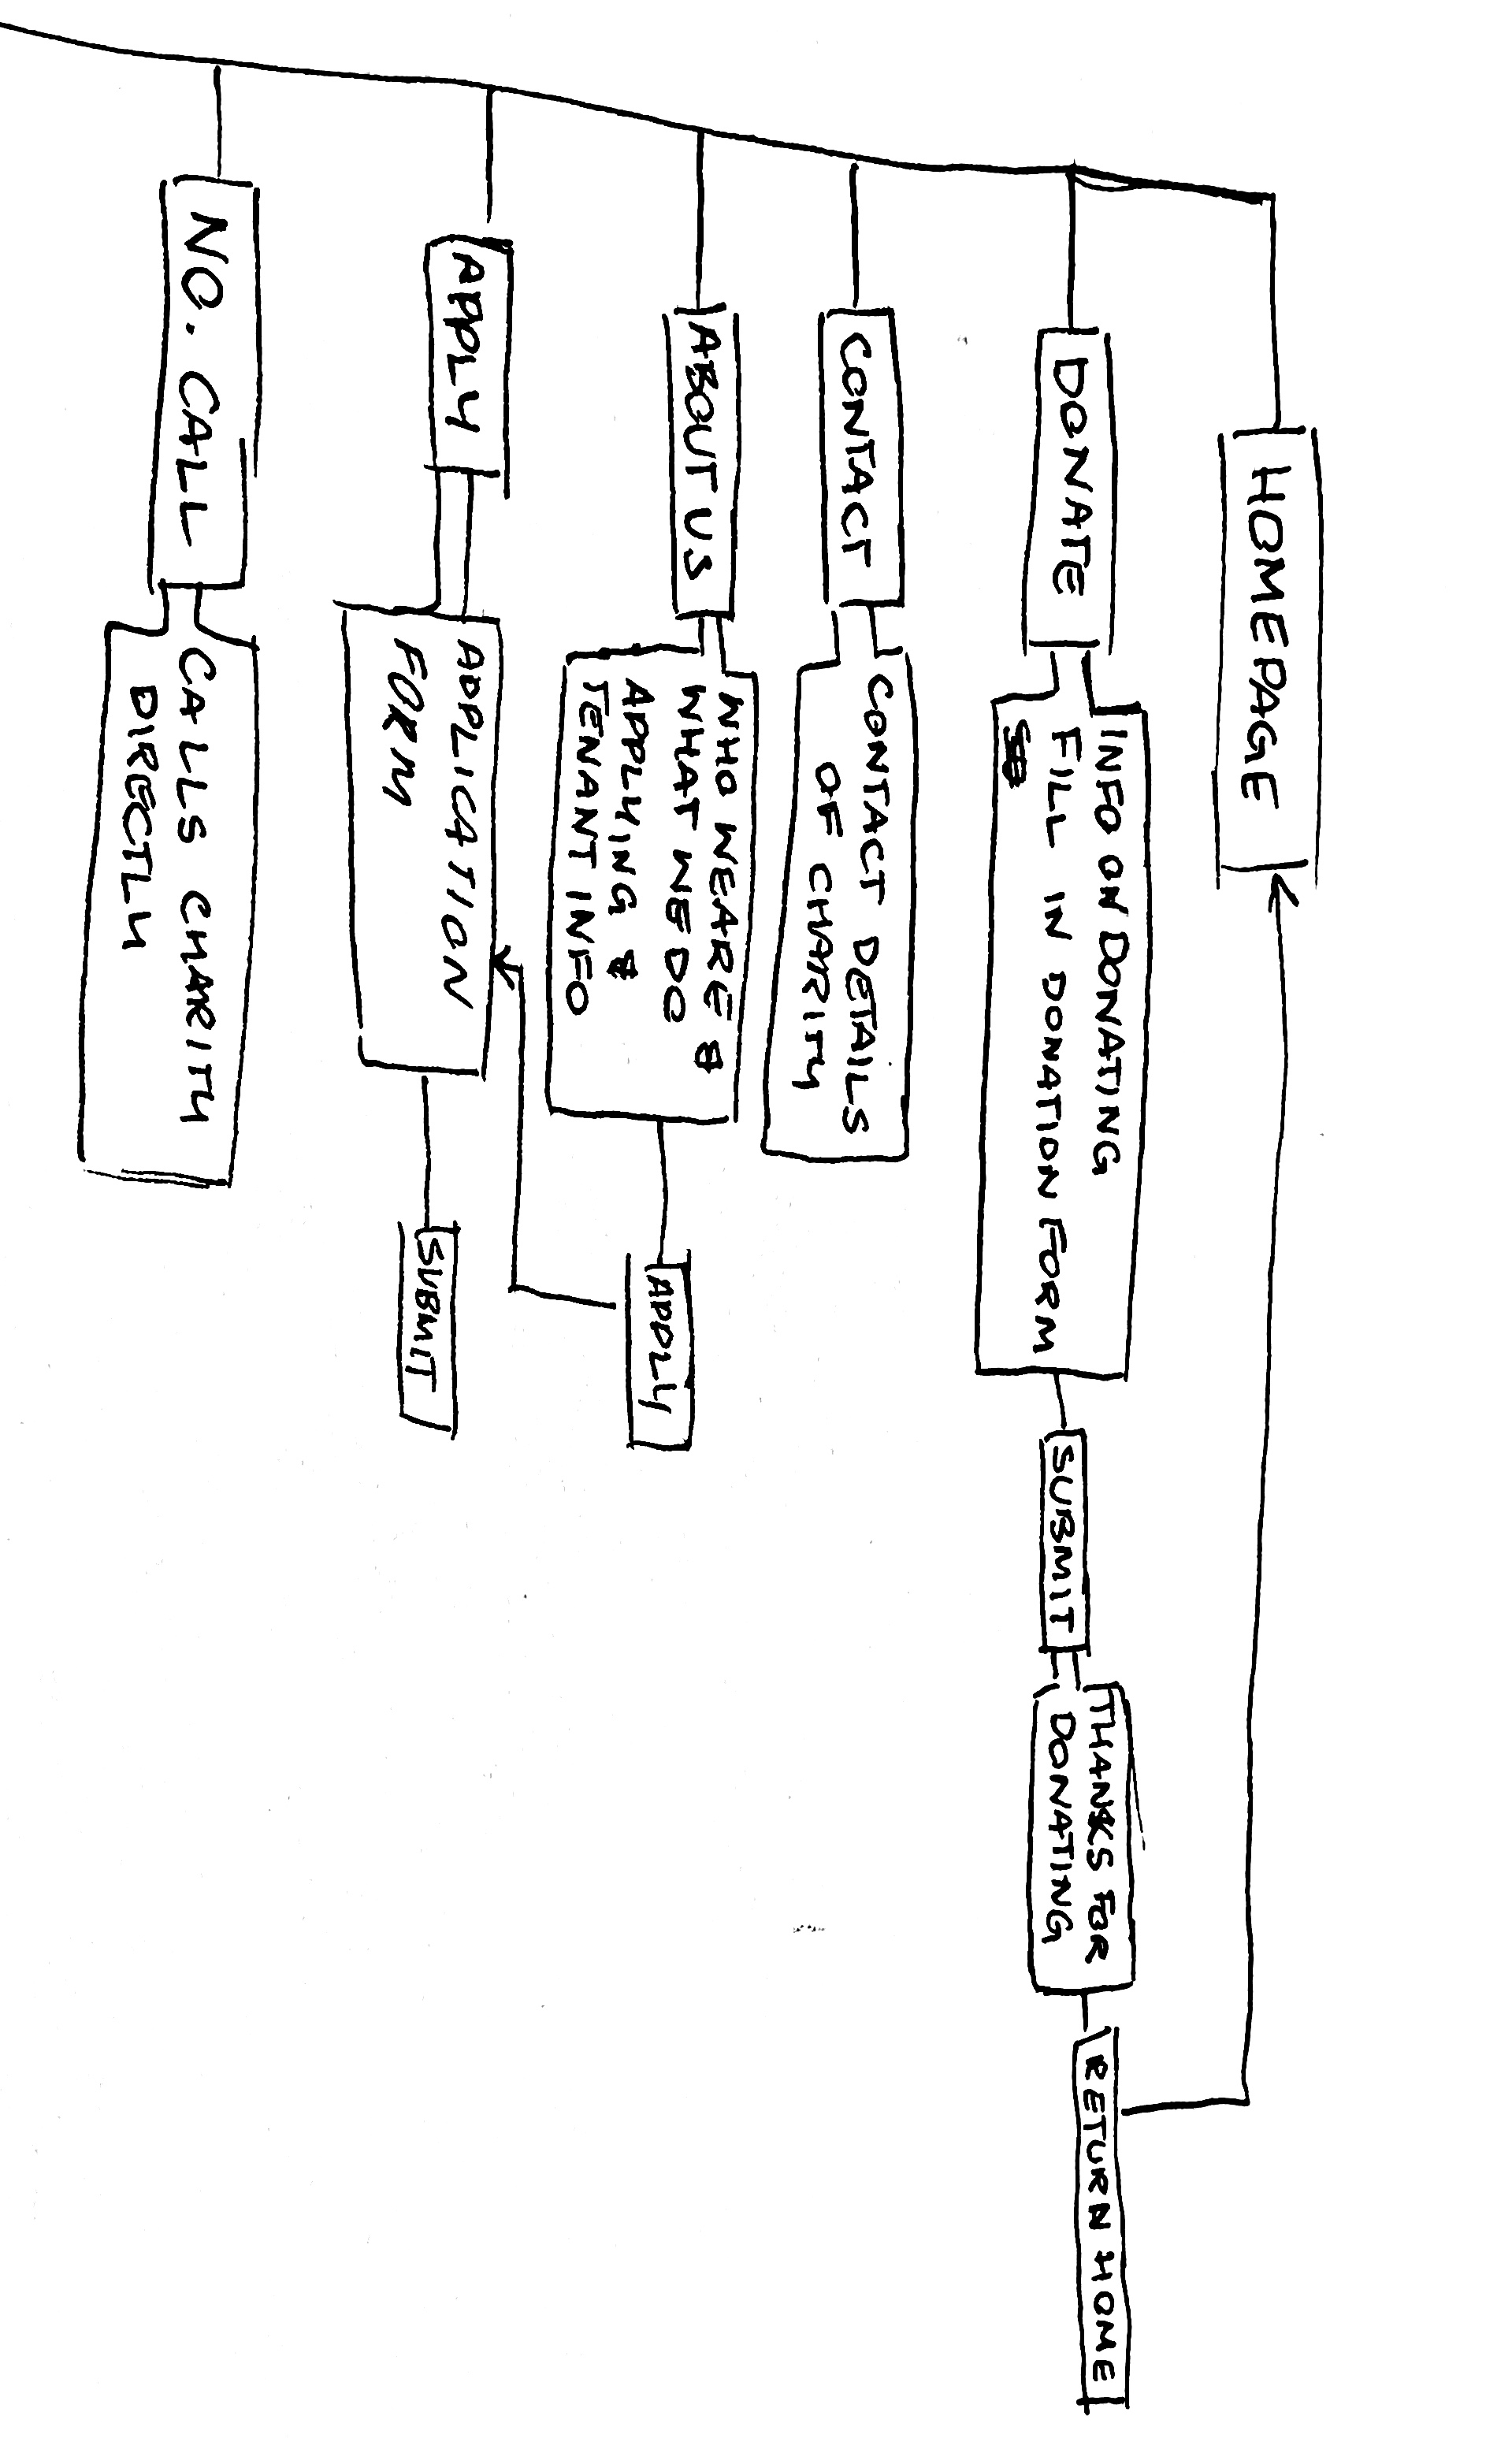 HOMEPAGE
DONATE
INFO ON DONATING
FILL IN DONATION FORM
SUBMIT
THANKS FOR
DONATING
RETURN HOME
CONTACT
CONTACT DETAILS
OF CHARITY
ABOUT US
WHO WE ARE &
WHAT WE DO
APPLYING &
TENANT INFO
APPLY
APPLY
APPLICATION
FORM
SUBMIT
NO. CALL
CALLS CHARITY
DIRECTLY